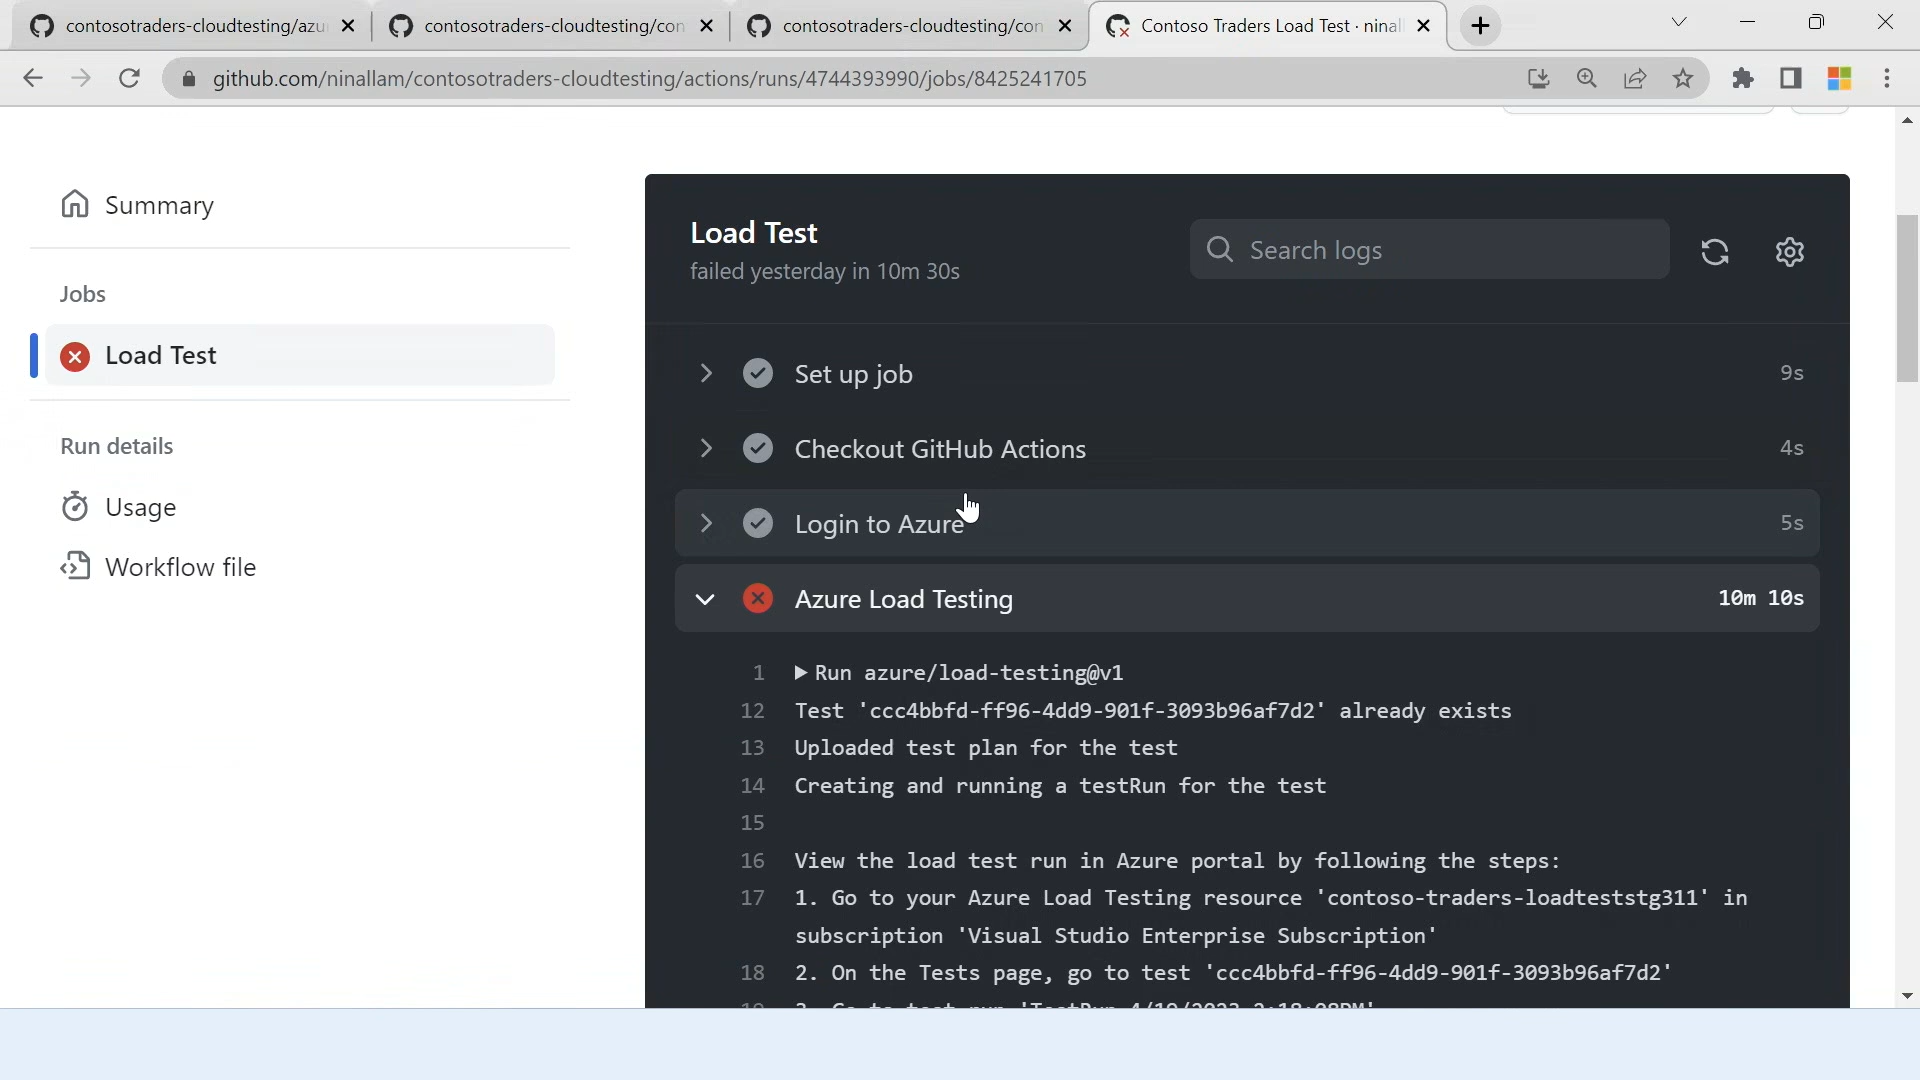 contosotraders-cloudtesting/azu
contosotraders-cloudtesting/con
contosotraders-cloudtesting/con
Contoso Traders Load Test · ninal
github.com/ninallam/contosotraders-cloudtesting/actions/runs/4744393990/jobs/8425241705
Summary
Jobs
Load Test
Run details
Usage
Workflow file
Load Test
failed yesterday in 10m 30s
Search logs
Set up job 9s
Checkout GitHub Actions 4s
Login to Azure 5s
Azure Load Testing 10m 10s
1 ▶ Run azure/load-testing@v1
12 Test 'ccc4bbfd-ff96-4dd9-901f-3093b96af7d2' already exists
13 Uploaded test plan for the test
14 Creating and running a testRun for the test
15
16 View the load test run in Azure portal by following the steps:
17 1. Go to your Azure Load Testing resource 'contoso-traders-loadteststg311' in
subscription 'Visual Studio Enterprise Subscription'
18 2. On the Tests page, go to test 'ccc4bbfd-ff96-4dd9-901f-3093b96af7d2'